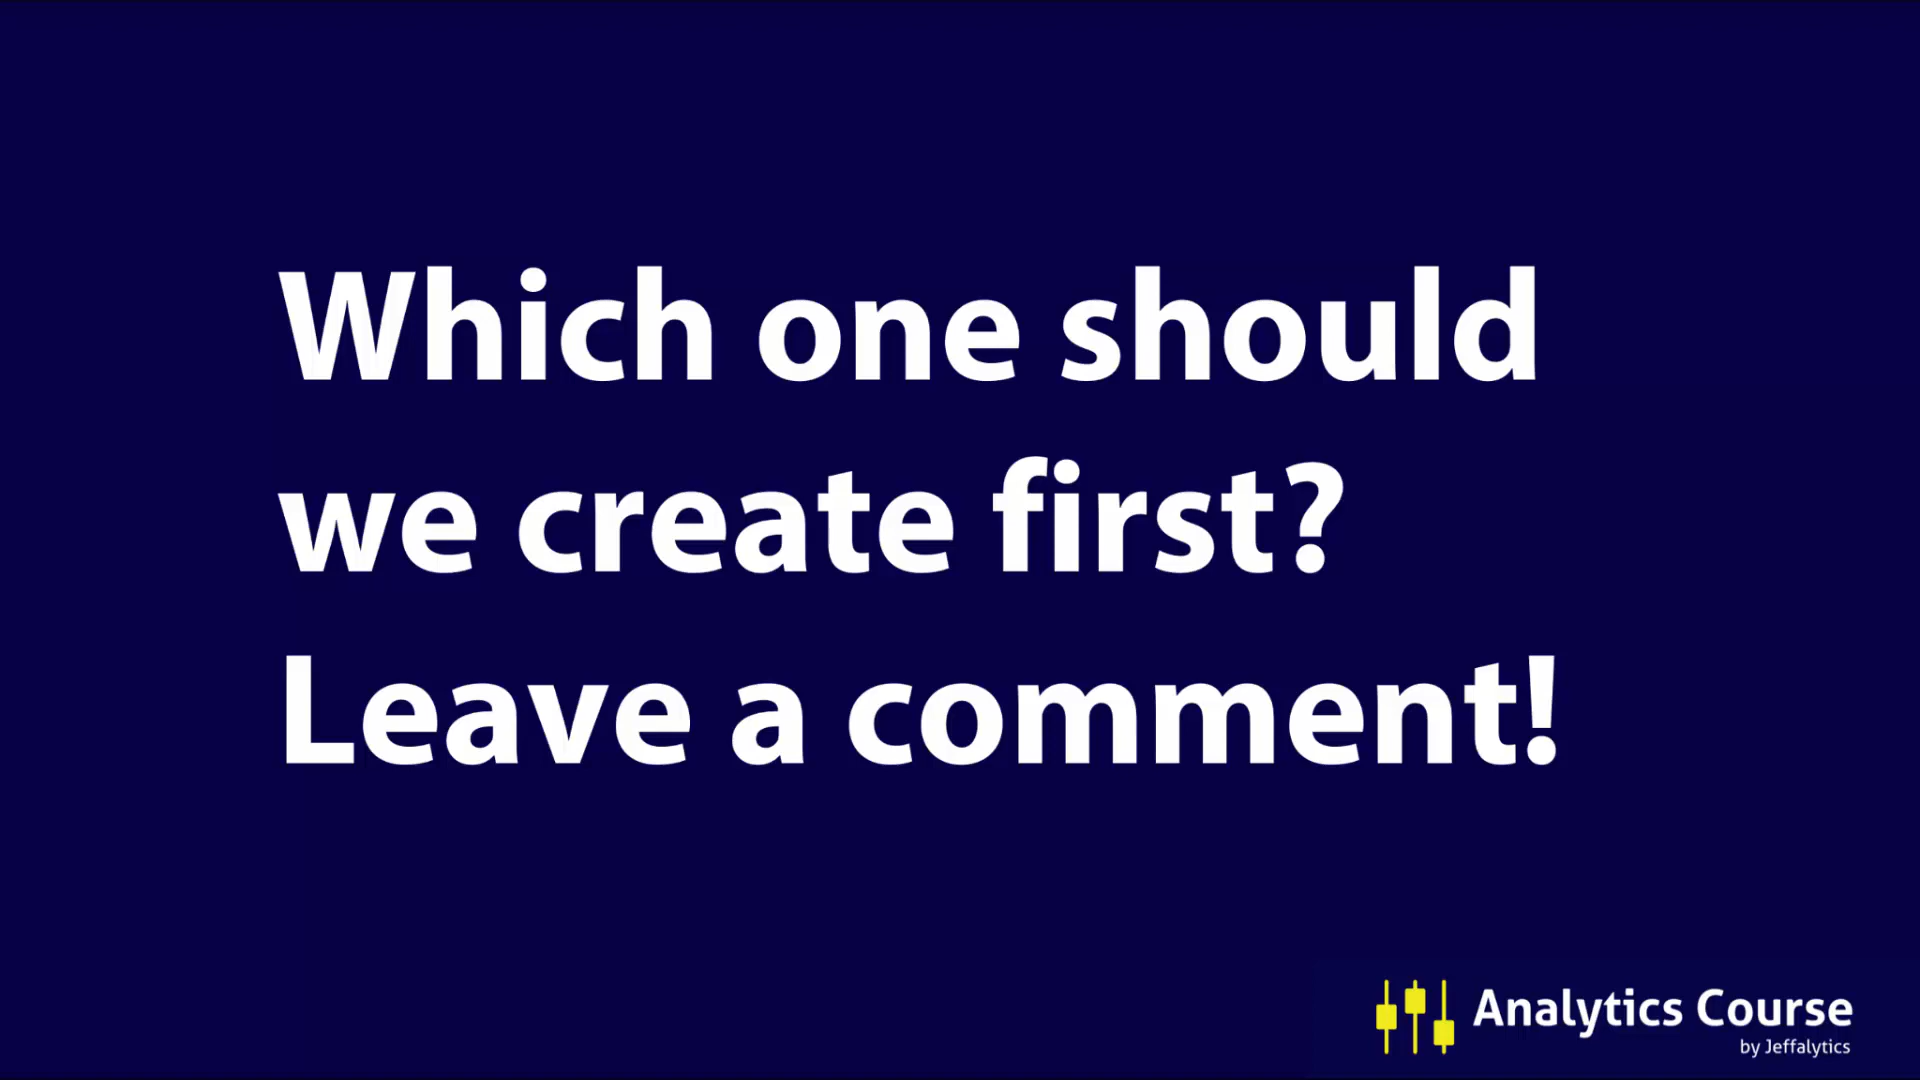 Which one should
we create first?
Leave a comment!
Analytics Course
by Jeffalytics